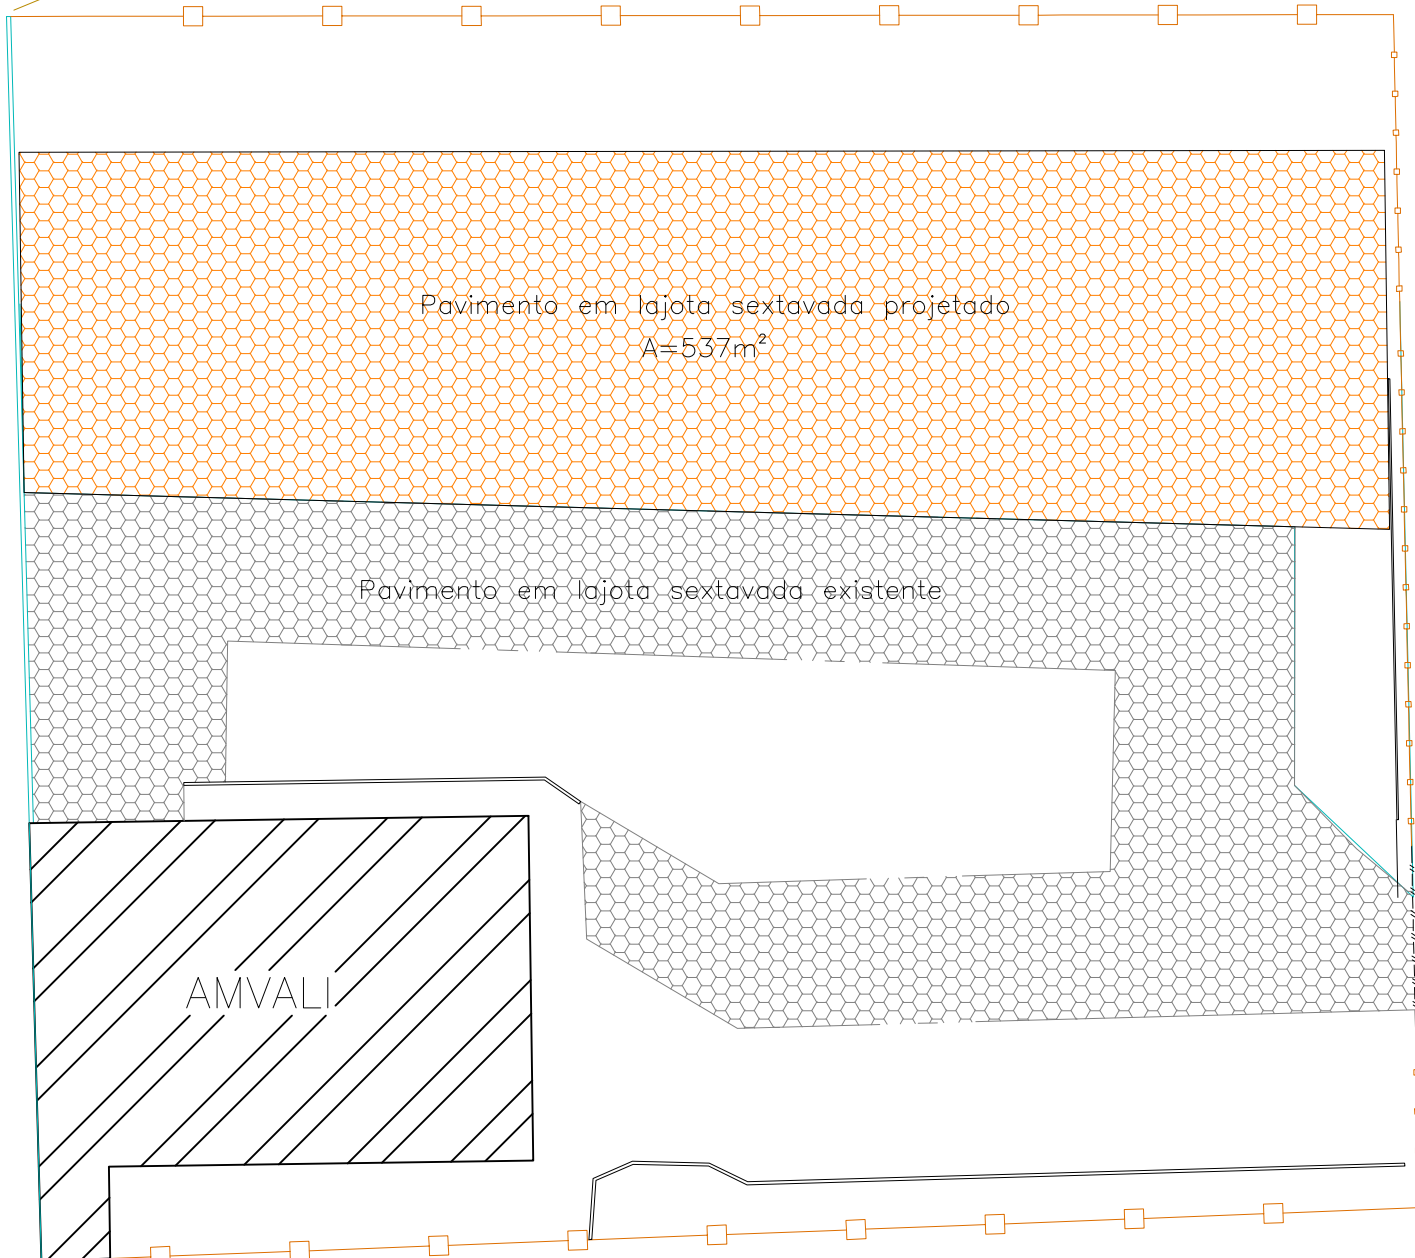 Pavimento em lajota sextavada projetado
A=537m²
Pavimento em lajota sextavada existente
AMVALI